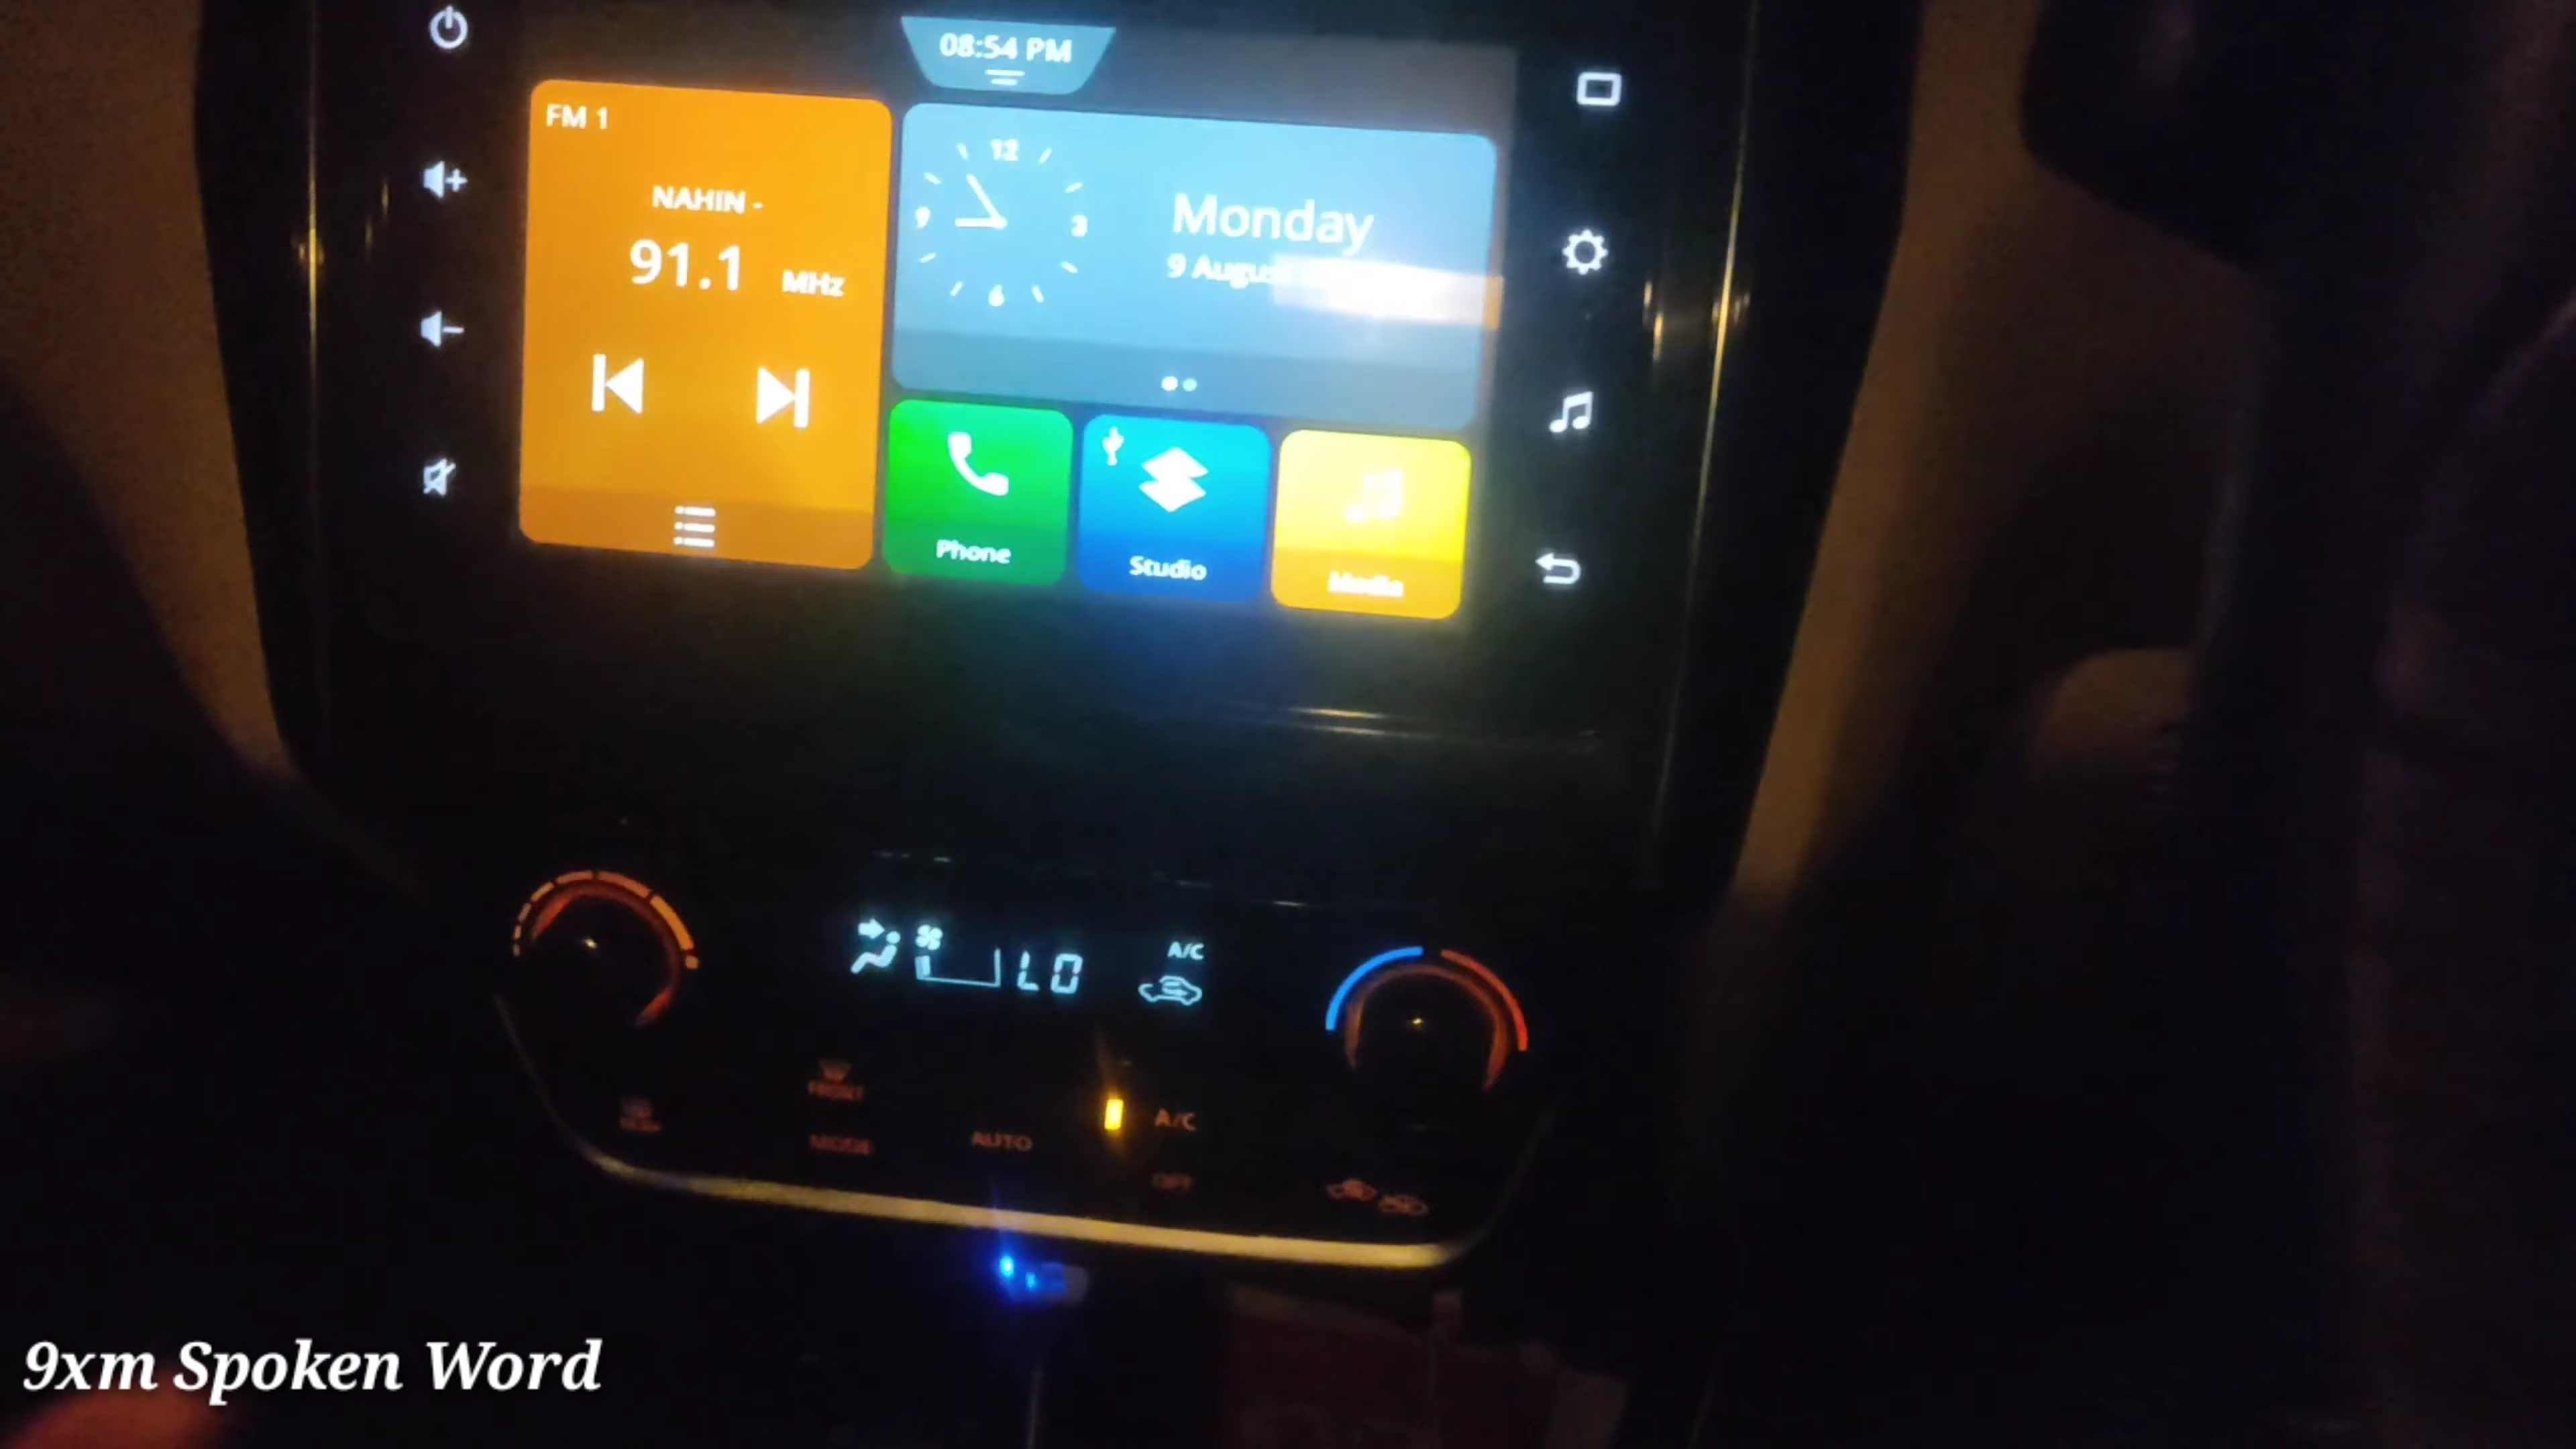 08:54 PM
FM 1
NAHIN -
91.1 MHz
12
9
3
6
Monday
9 August
Phone
Studio
Media
LO
A/C
FRONT
MODE
AUTO
A/C
OFF
9xm Spoken Word